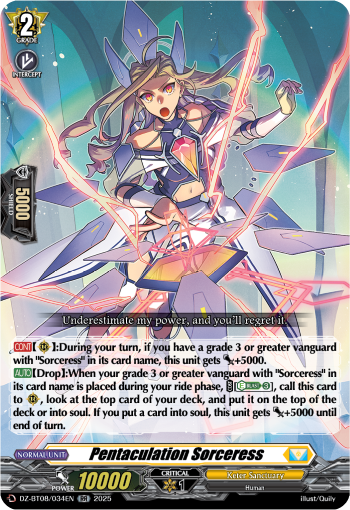 2
GRADE
INTERCEPT
5000
SHIELD
Underestimate my power, and you'll regret it.
CONT【 】:During your turn, if you have a grade 3 or greater vanguard
with "Sorceress" in its card name, this unit gets +5000.
AUTO【Drop】:When your grade 3 or greater vanguard with "Sorceress" in
its card name is placed during your ride phase, [ ], call this card
to , look at the top card of your deck, and put it on the top of the
deck or into soul. If you put a card into soul, this unit gets +5000 until
end of turn.
NORMAL UNIT
Pentaculation Sorceress
POWER 10000
CRITICAL
1
Keter Sanctuary
Human
DZ-BT08/034EN RR 2025
illust/Quily